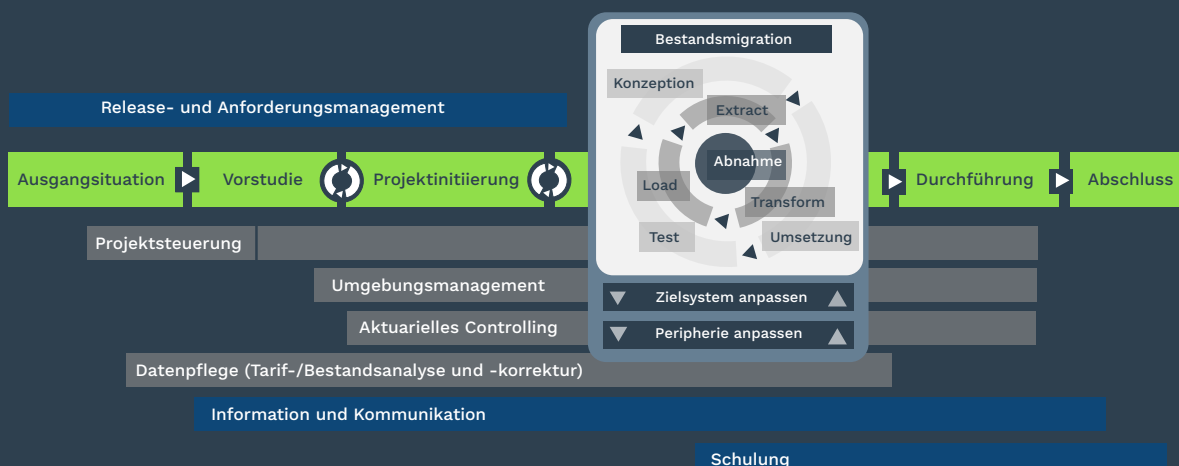 Bestandsmigration
Konzeption
Extract
Release- und Anforderungsmanagement
Abnahme
Ausgangsituation
Vorstudie
Projektinitiierung
Durchführung
Abschluss
Load
Transform
Test
Umsetzung
Projektsteuerung
Umgebungsmanagement
Zielsystem anpassen
Aktuarielles Controlling
Peripherie anpassen
Datenpflege (Tarif-/Bestandsanalyse und -korrektur)
Information und Kommunikation
Schulung